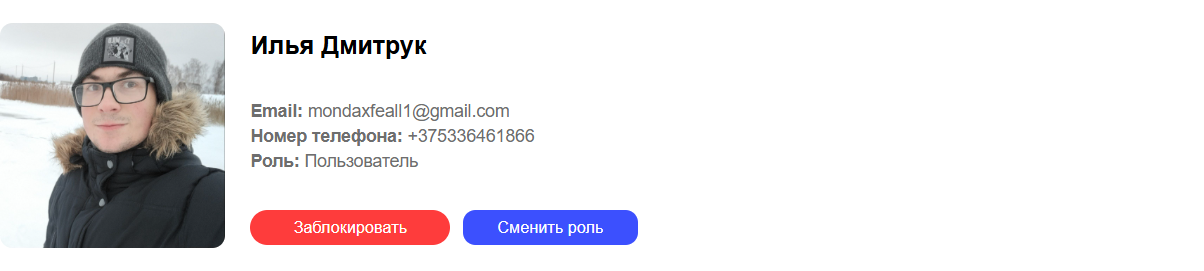 Илья Дмитрук
Email: mondaxfeall1@gmail.com
Номер телефона: +375336461866
Роль: Пользователь
Заблокировать
Сменить роль